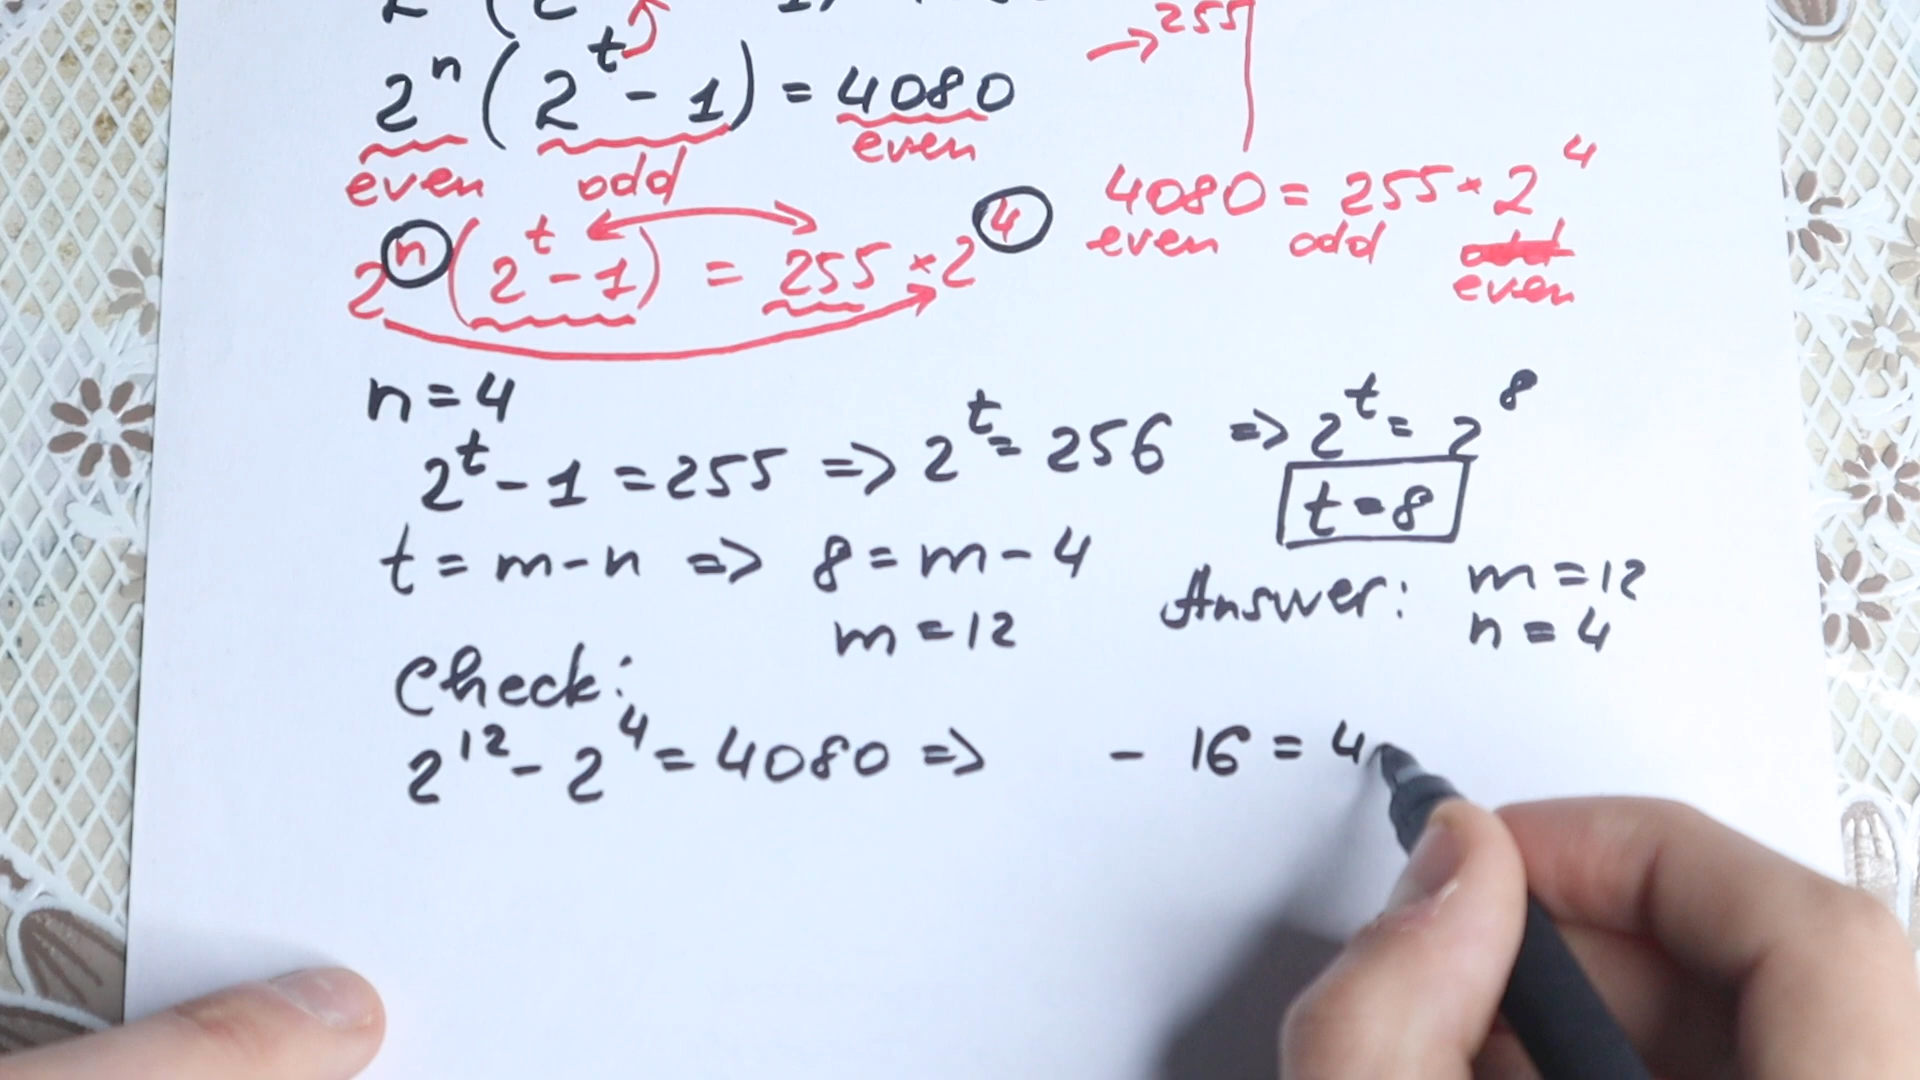 → 255
2^n (2^t - 1) = 4080
even odd even
4080 = 255 * 2^4
even odd even
2^n (2^t - 1) = 255 * 2^4
n = 4
2^t - 1 = 255 => 2^t = 256 => 2^t = 2^8
t = 8
t = m - n => 8 = m - 4
m = 12
Answer: m = 12
n = 4
Check:
2^12 - 2^4 = 4080 => - 16 = 4